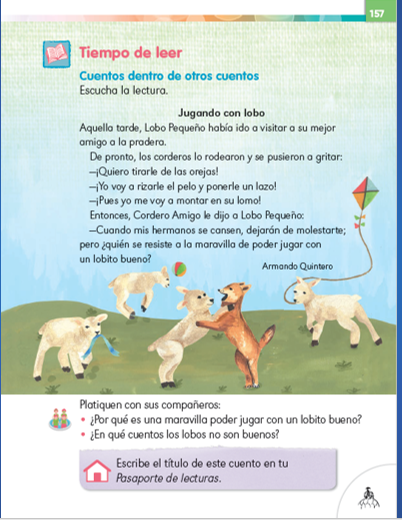 157
Tiempo de leer
Cuentos dentro de otros cuentos
Escucha la lectura.
Jugando con lobo
Aquella tarde, Lobo Pequeño había ido a visitar a su mejor
amigo a la pradera.
De pronto, los corderos lo rodearon y se pusieron a gritar:
—¡Quiero tirarle de las orejas!
—¡Yo voy a rizarle el pelo y ponerle un lazo!
—¡Pues yo me voy a montar en su lomo!
Entonces, Cordero Amigo le dijo a Lobo Pequeño:
—Cuando mis hermanos se cansen, dejarán de molestarte;
pero ¿quién se resiste a la maravilla de poder jugar con
un lobito bueno?
Armando Quintero
Platiquen con sus compañeros:
• ¿Por qué es una maravilla poder jugar con un lobito bueno?
• ¿En qué cuentos los lobos no son buenos?
Escribe el título de este cuento en tu
Pasaporte de lecturas.